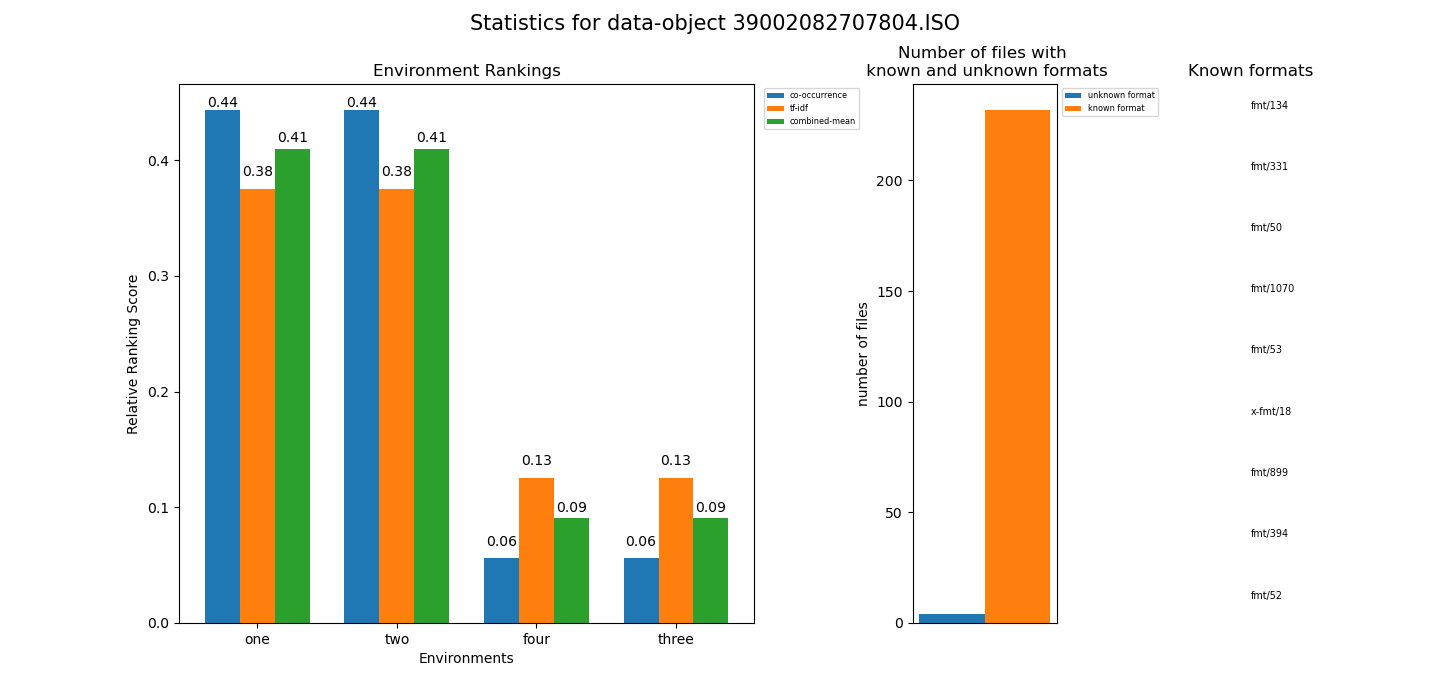 Statistics for data-object 39002082707804.ISO
Environment Rankings
0.44
0.38
0.41
0.44
0.38
0.41
0.06
0.13
0.09
0.06
0.13
0.09
0.4
0.3
0.2
0.1
0.0
Relative Ranking Score
one
two
four
three
Environments
co-occurrence
tf-idf
combined-mean
Number of files with
known and unknown formats
200
150
100
50
0
number of files
unknown format
known format
Known formats
fmt/134
fmt/331
fmt/50
fmt/1070
fmt/53
x-fmt/18
fmt/899
fmt/394
fmt/52